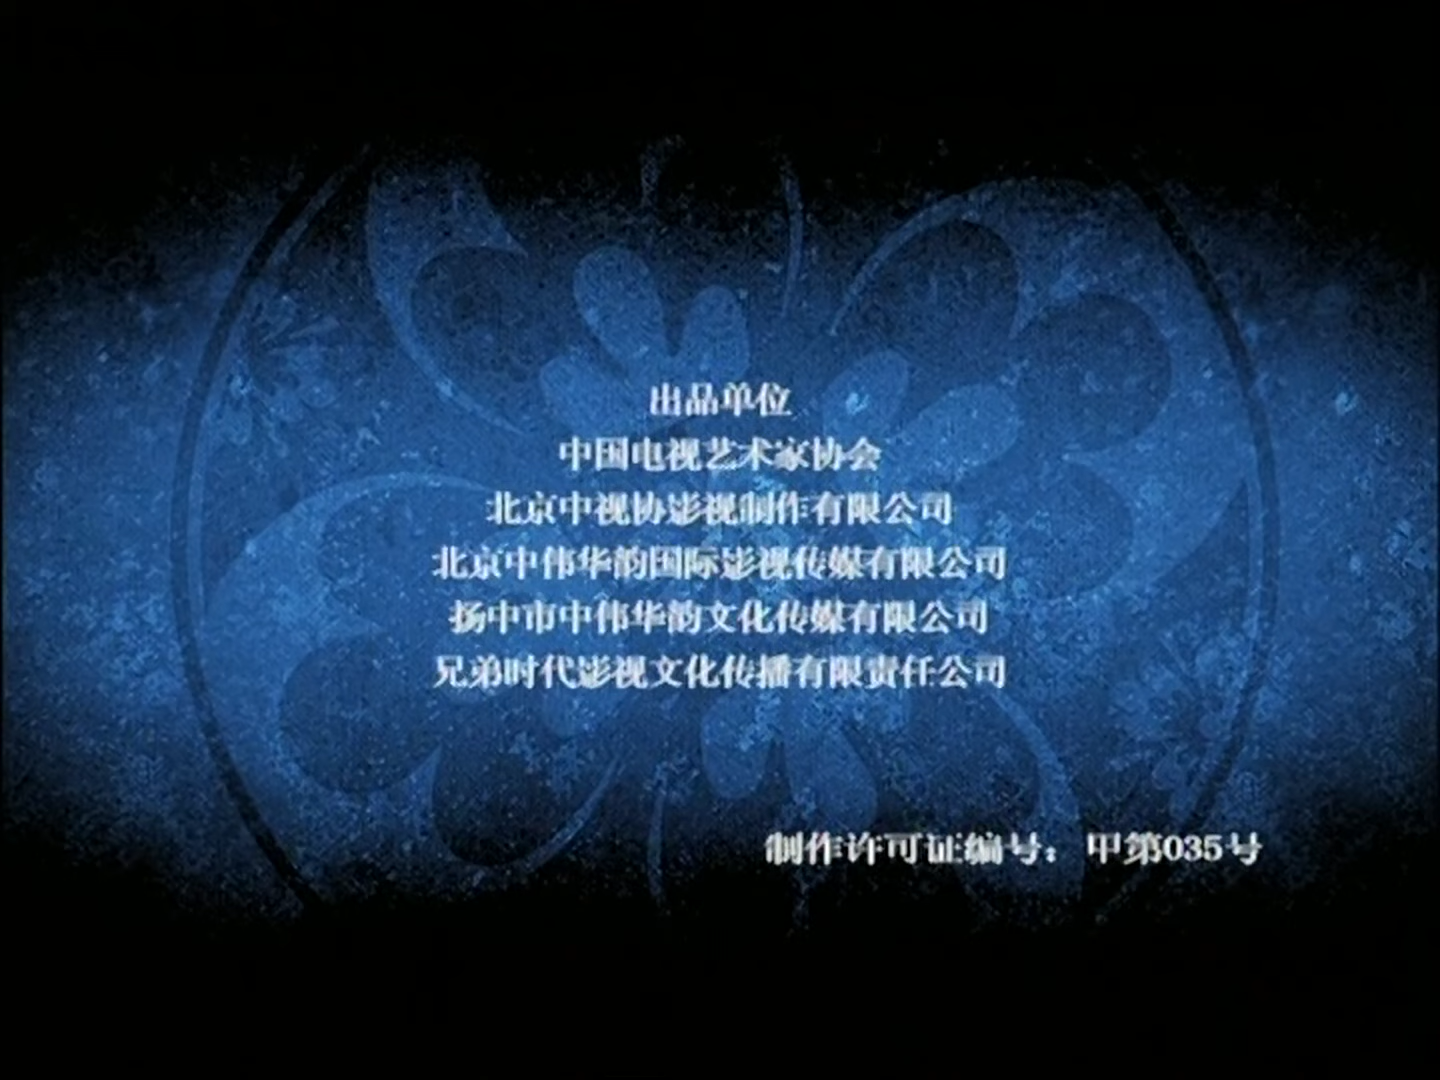 出品单位
中国电视艺术家协会
北京中视协影视制作有限公司
北京中伟华韵国际影视传媒有限公司
扬中市中伟华韵文化传媒有限公司
兄弟时代影视文化传播有限责任公司
制作许可证编号：甲第035号